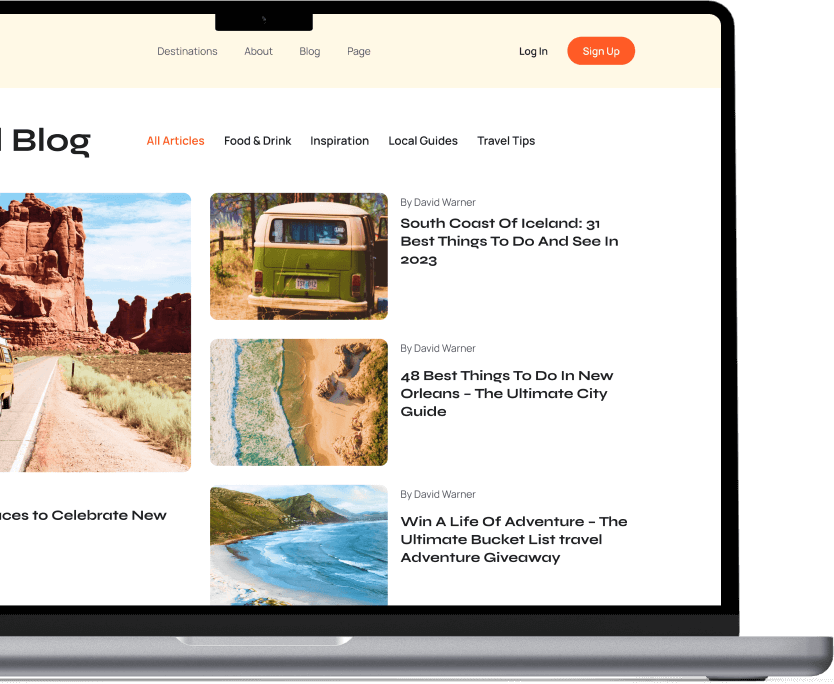 Destinations About Blog Page Log In Sign Up
Blog
All Articles Food & Drink Inspiration Local Guides Travel Tips
By David Warner
South Coast Of Iceland: 31
Best Things To Do And See In
2023
By David Warner
48 Best Things To Do In New
Orleans – The Ultimate City
Guide
By David Warner
Win A Life Of Adventure – The
Ultimate Bucket List travel
Adventure Giveaway
to Celebrate New